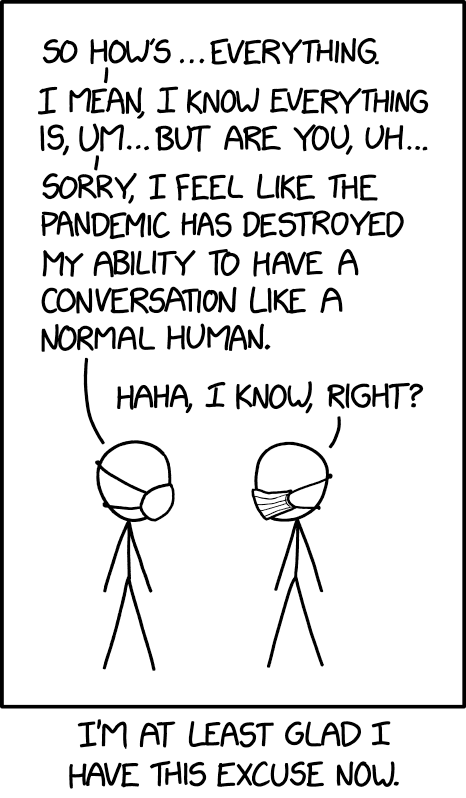 SO HOW'S ... EVERYTHING.
I MEAN, I KNOW EVERYTHING
IS, UM... BUT ARE YOU, UH...
SORRY, I FEEL LIKE THE
PANDEMIC HAS DESTROYED
MY ABILITY TO HAVE A
CONVERSATION LIKE A
NORMAL HUMAN.
HAHA, I KNOW, RIGHT?
I'M AT LEAST GLAD I
HAVE THIS EXCUSE NOW.